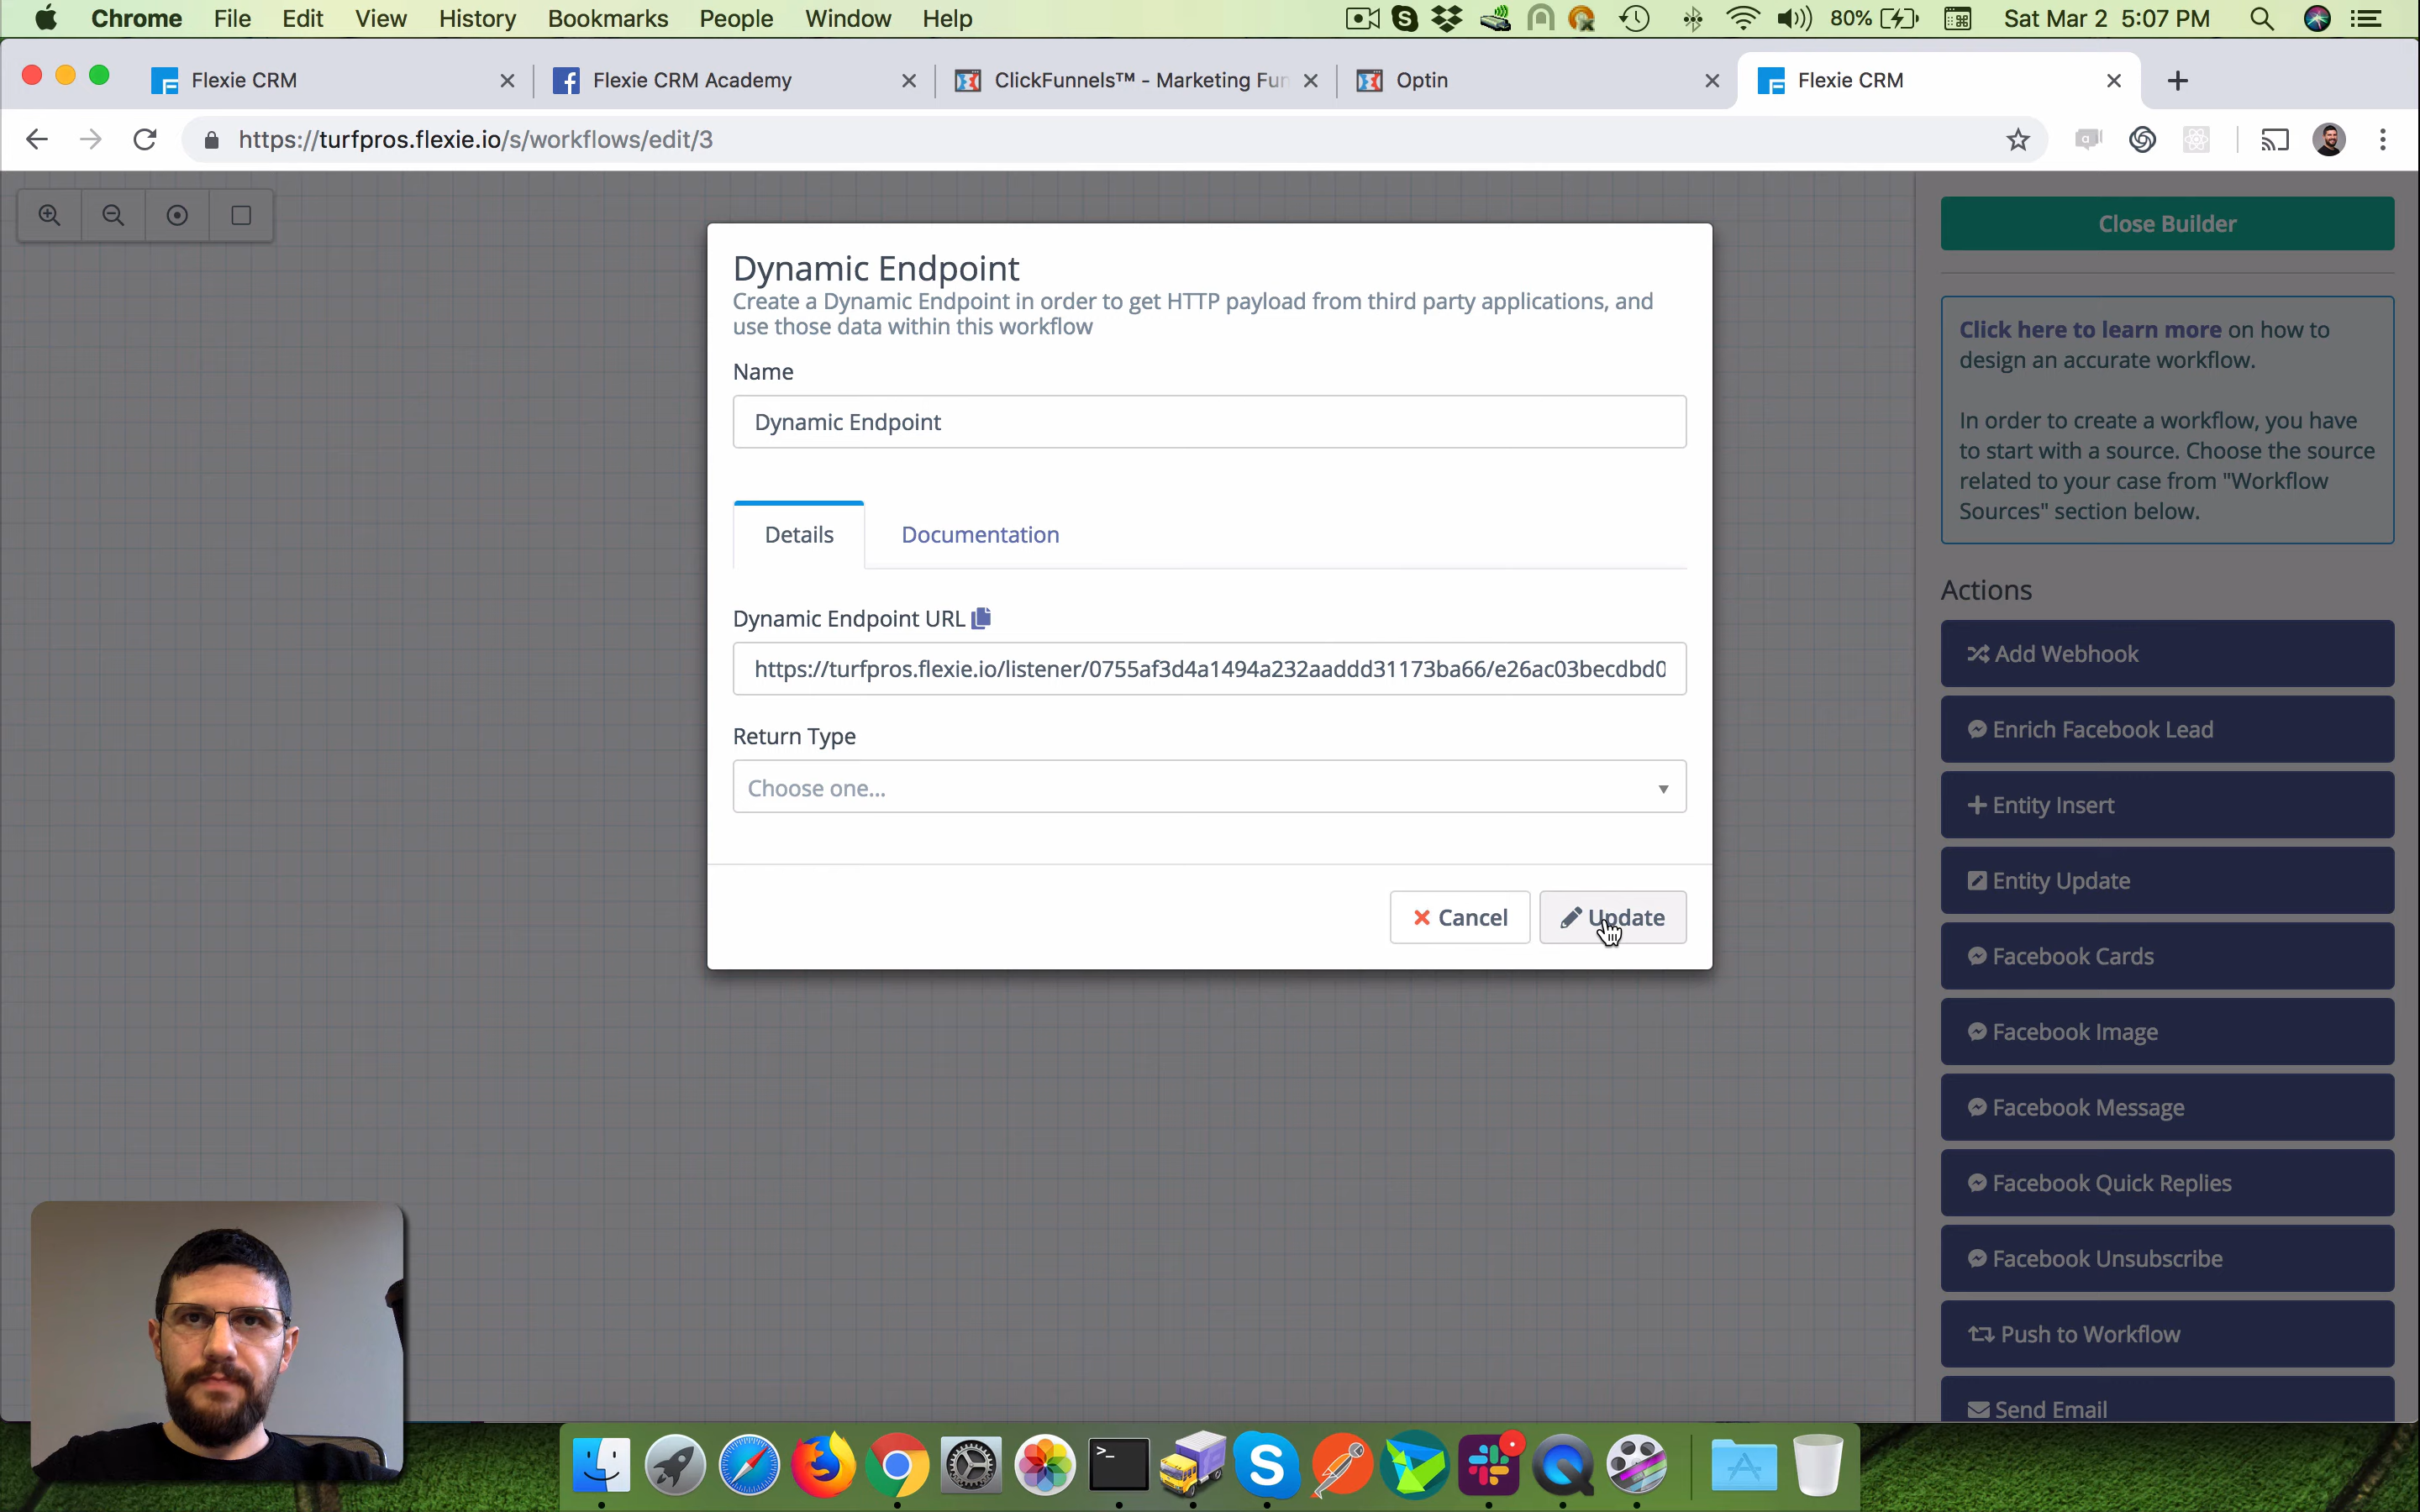 Chrome File Edit View History Bookmarks People Window Help 80% Sat Mar 2 5:07 PM
Flexie CRM
Flexie CRM Academy
ClickFunnels™ - Marketing Fun
Optin
Flexie CRM
https://turfpros.flexie.io/s/workflows/edit/3
Dynamic Endpoint
Create a Dynamic Endpoint in order to get HTTP payload from third party applications, and
use those data within this workflow
Name
Dynamic Endpoint
Details Documentation
Dynamic Endpoint URL
https://turfpros.flexie.io/listener/0755af3d4a1494a232aaddd31173ba66/e26ac03becdbd0
Return Type
Choose one...
Cancel
Update
Close Builder
Click here to learn more on how to
design an accurate workflow.
In order to create a workflow, you have
to start with a source. Choose the source
related to your case from "Workflow
Sources" section below.
Actions
Add Webhook
Enrich Facebook Lead
Entity Insert
Entity Update
Facebook Cards
Facebook Image
Facebook Message
Facebook Quick Replies
Facebook Unsubscribe
Push to Workflow
Send Email